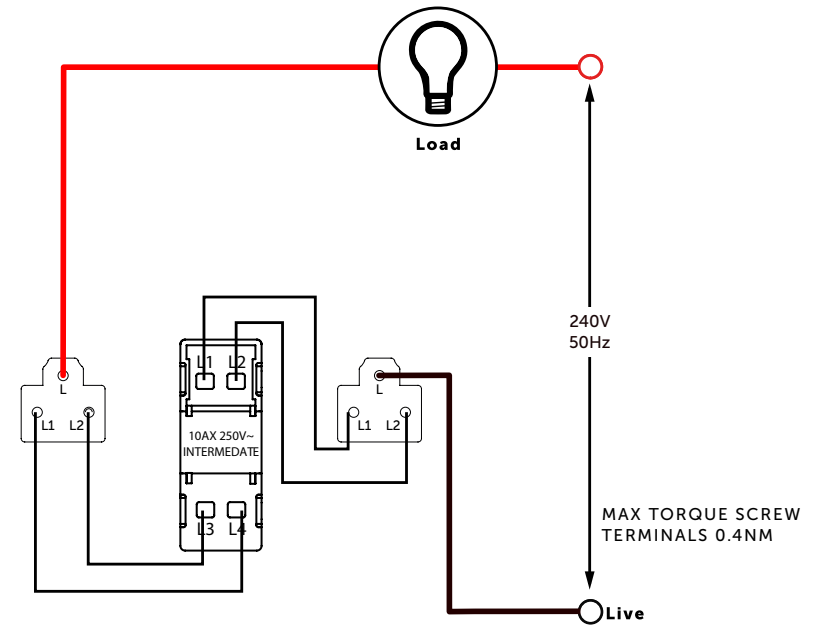 Load
240V
50Hz
L1 L2
L
L1 L2
10AX 250V~
INTERMEDATE
L3 L4
L
L1 L2
MAX TORQUE SCREW
TERMINALS 0.4NM
Live